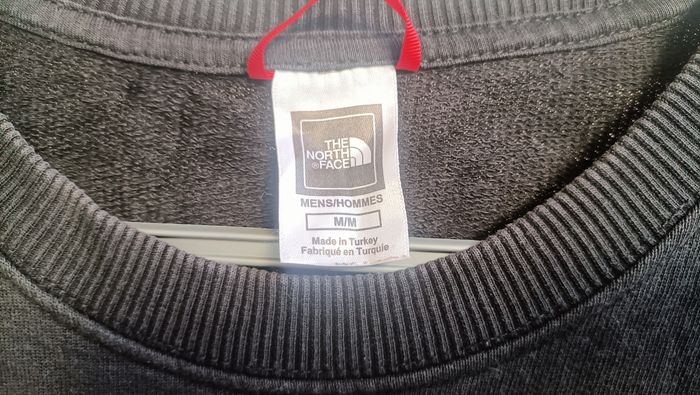 THE
NORTH
®FACE
MENS/HOMMES
M/M
Made in Turkey
Fabriqué en Turquie